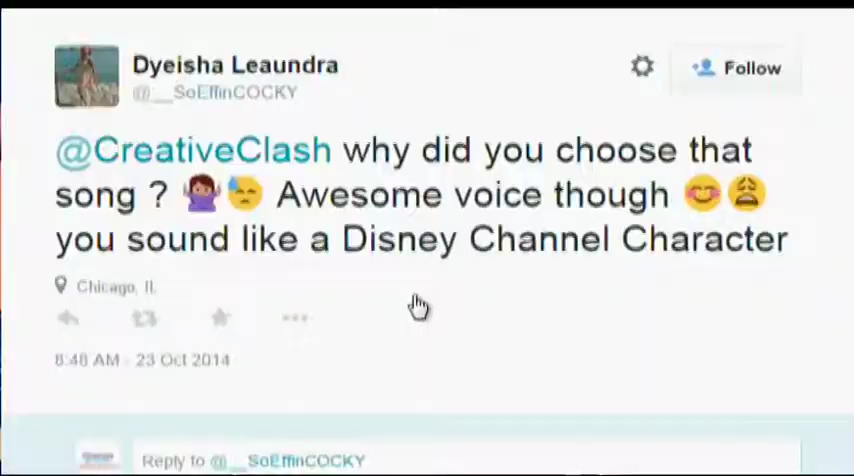 Dyeisha Leaundra
@__SoEffinCOCKY
Follow
@CreativeClash why did you choose that
song ? 🤷🏽‍♀️😓 Awesome voice though 😊😩
you sound like a Disney Channel Character
Chicago, IL
8:48 AM - 23 Oct 2014
Reply to @__SoEffinCOCKY